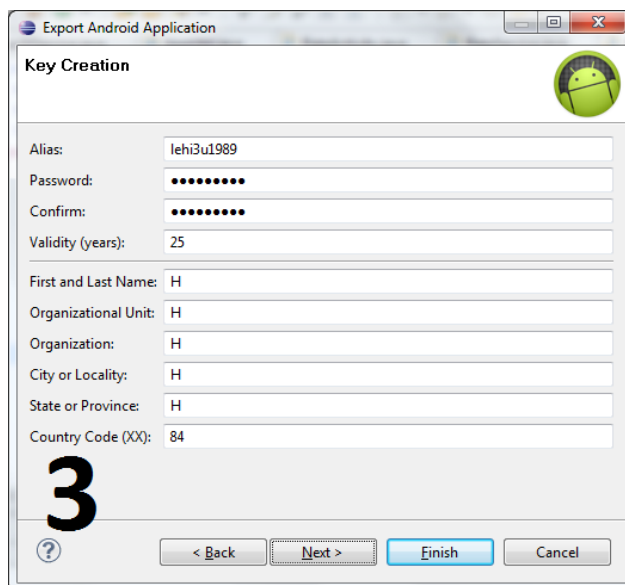 Export Android Application
Key Creation
Alias: lehi3u1989
Password: ●●●●●●●●●
Confirm: ●●●●●●●●●
Validity (years): 25
First and Last Name: H
Organizational Unit: H
Organization: H
City or Locality: H
State or Province: H
Country Code (XX): 84
3
? < Back Next > Finish Cancel